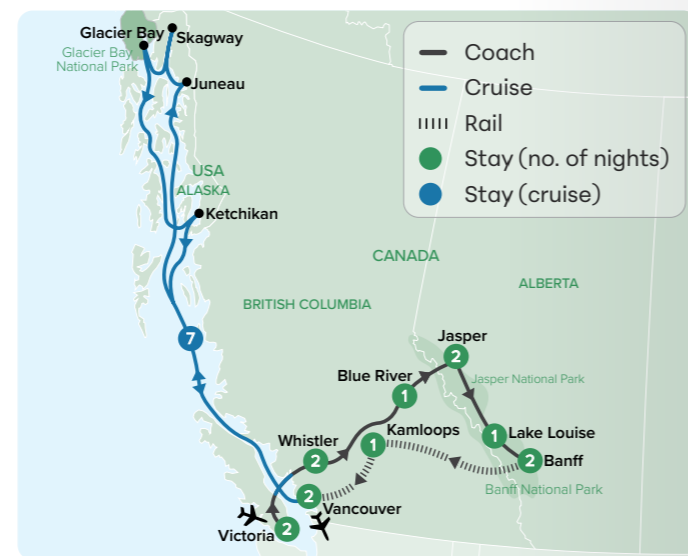 Glacier Bay
Skagway
Glacier Bay
National Park
Juneau
USA
ALASKA
Ketchikan
Coach
Cruise
Rail
Stay (no. of nights)
Stay (cruise)
CANADA
ALBERTA
BRITISH COLUMBIA
7
Jasper
2
Jasper National Park
Blue River
1
Kamloops
1
Lake Louise
1
Banff
2
Banff National Park
Whistler
2
Vancouver
2
Victoria
2